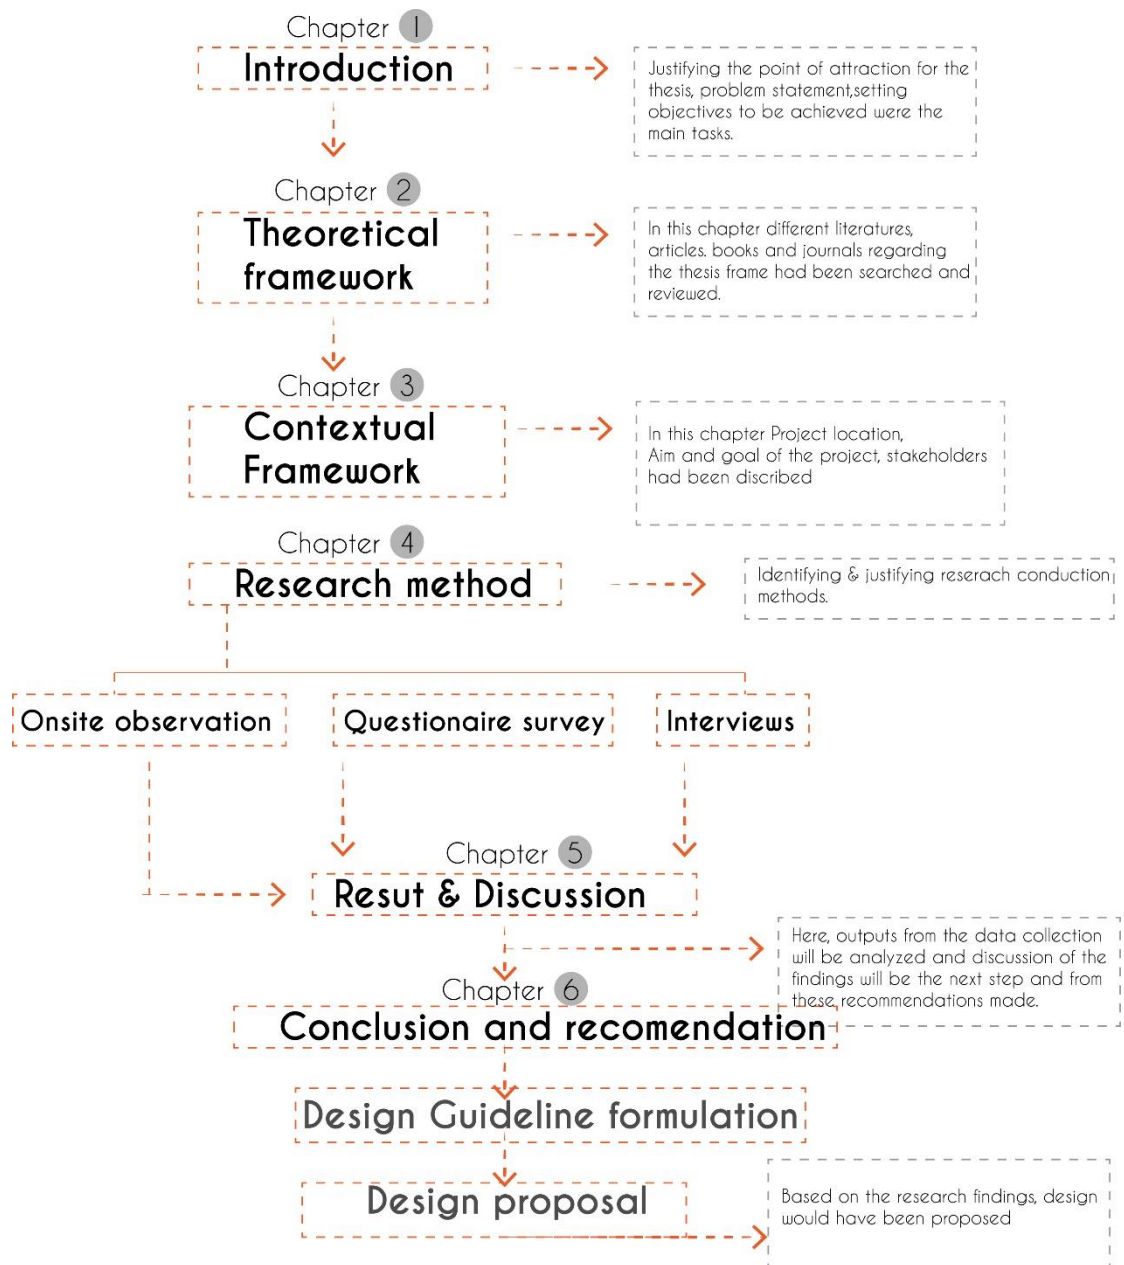 Chapter 1
Introduction
Justifying the point of attraction for the
thesis, problem statement,setting
objectives to be achieved were the
main tasks.
Chapter 2
Theoretical
framework
In this chapter different literatures,
articles. books and journals regarding
the thesis frame had been searched and
reviewed.
Chapter 3
Contextual
Framework
In this chapter Project location,
Aim and goal of the project, stakeholders
had been discribed
Chapter 4
Research method
Identifying & justifying reserach conduction
methods.
Onsite observation
Questionaire survey
Interviews
Chapter 5
Resut & Discussion
Here, outputs from the data collection
will be analyzed and discussion of the
findings will be the next step and from
these recommendations made.
Chapter 6
Conclusion and recomendation
Design Guideline formulation
Design proposal
Based on the research findings, design
would have been proposed